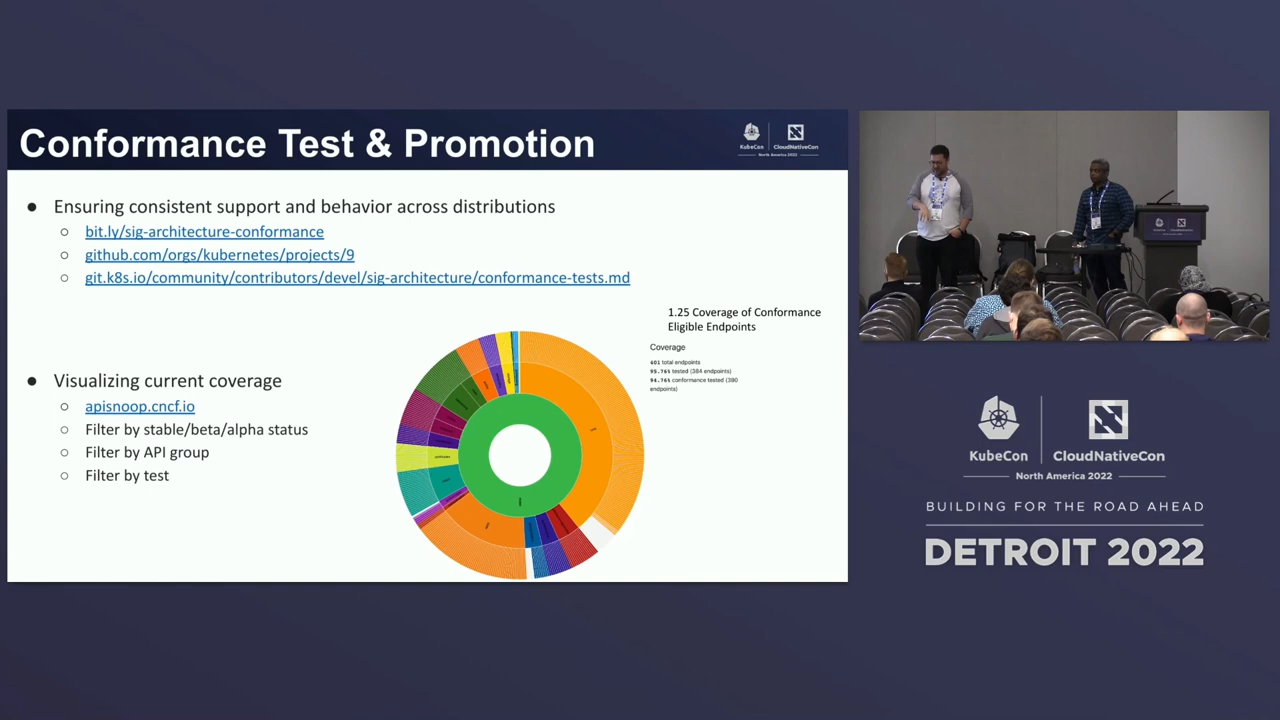 Conformance Test & Promotion
KubeCon
CloudNativeCon
North America 2022
● Ensuring consistent support and behavior across distributions
○ bit.ly/sig-architecture-conformance
○ github.com/orgs/kubernetes/projects/9
○ git.k8s.io/community/contributors/devel/sig-architecture/conformance-tests.md
1.25 Coverage of Conformance
Eligible Endpoints
Coverage
401 total endpoints
95.76% tested (384 endpoints)
94.76% conformance tested (380
endpoints)
● Visualizing current coverage
○ apisnoop.cncf.io
○ Filter by stable/beta/alpha status
○ Filter by API group
○ Filter by test
KubeCon
CloudNativeCon
North America 2022
BUILDING FOR THE ROAD AHEAD
DETROIT 2022